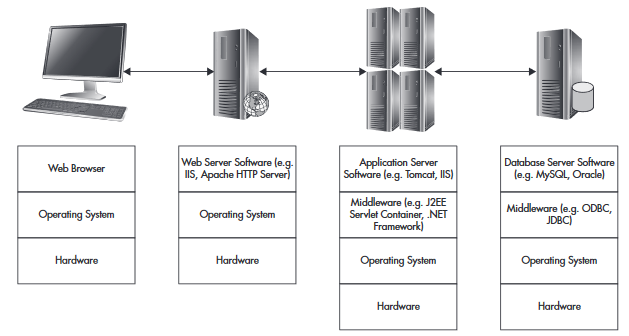 Web Browser
Operating System
Hardware
Web Server Software (e.g.
IIS, Apache HTTP Server)
Operating System
Hardware
Application Server
Software (e.g. Tomcat, IIS)
Middleware (e.g. J2EE
Servlet Container, .NET
Framework)
Operating System
Hardware
Database Server Software
(e.g. MySQL, Oracle)
Middleware (e.g. ODBC,
JDBC)
Operating System
Hardware